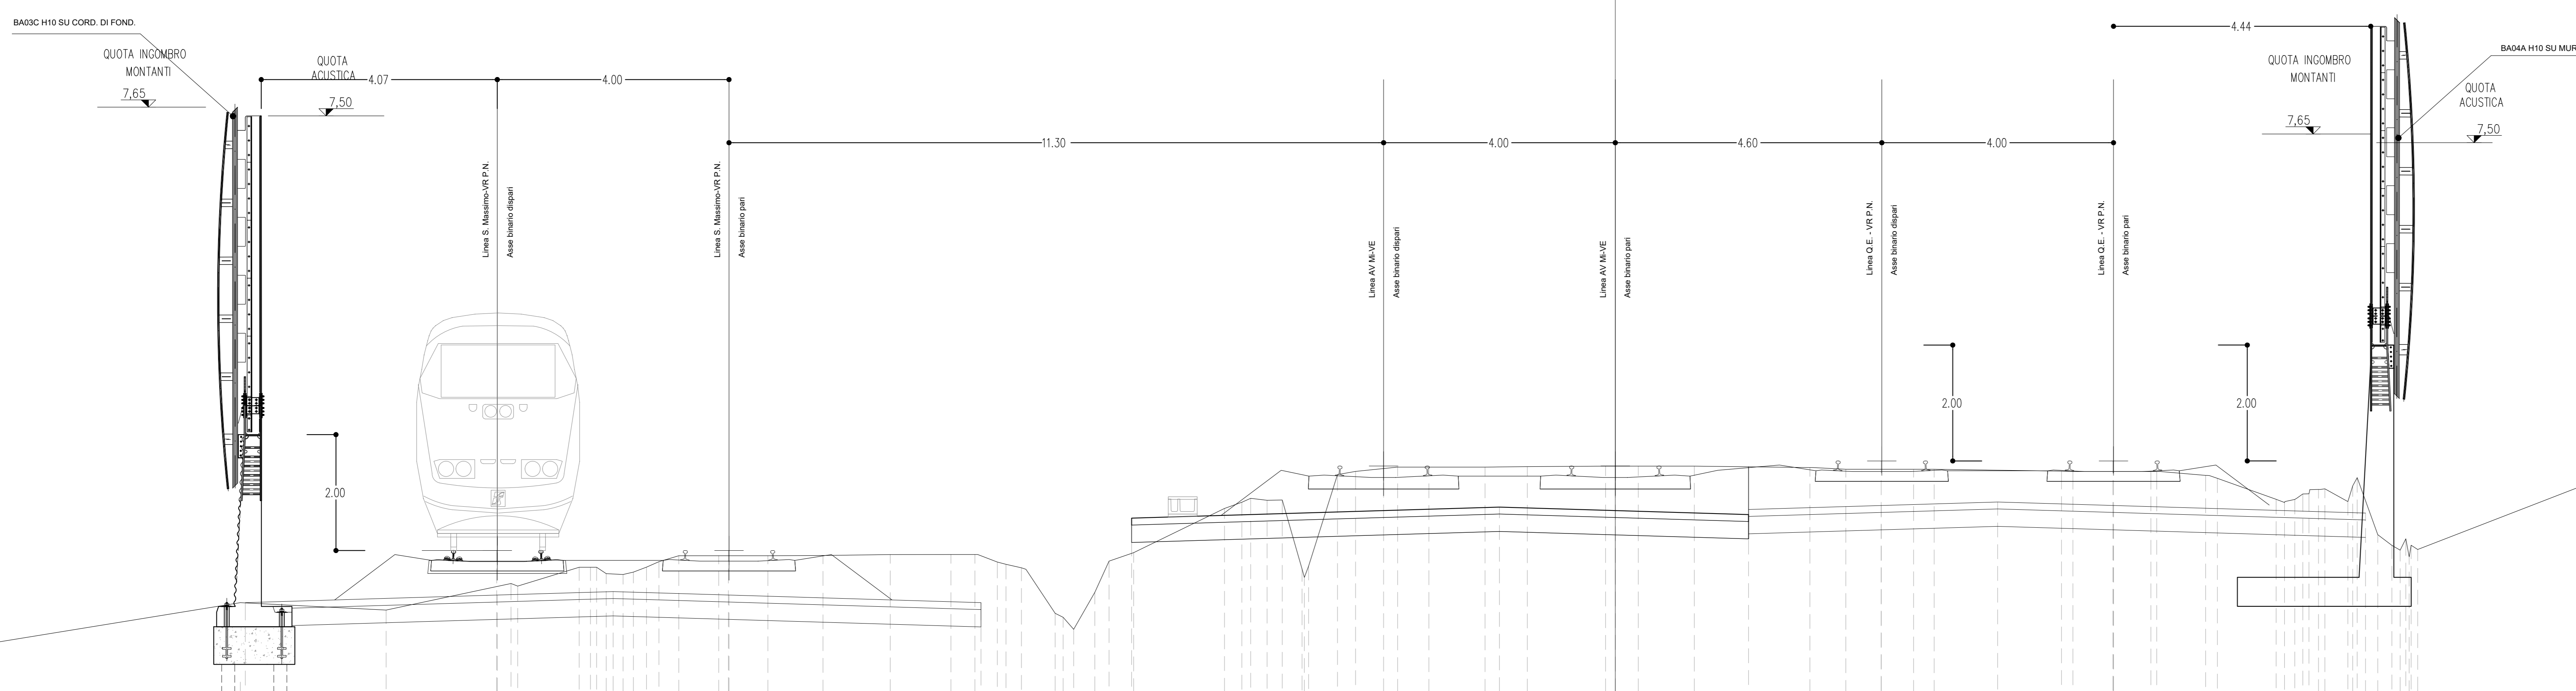 BA03C H10 SU CORD. DI FOND.
QUOTA INGOMBRO
MONTANTI
7,65
QUOTA
ACUSTICA
7,50
4.07
4.00
11.30
4.00
4.60
4.00
4.44
QUOTA INGOMBRO
MONTANTI
7,65
BA04A H10 SU MUR
QUOTA
ACUSTICA
7,50
Linea S. Massimo-VR P.N.
Asse binario dispari
Linea S. Massimo-VR P.N.
Asse binario pari
Linea AV MI-VE
Asse binario dispari
Linea AV MI-VE
Asse binario pari
Linea Q.E. - VR P.N.
Asse binario dispari
Linea Q.E. - VR P.N.
Asse binario pari
2.00
2.00
2.00